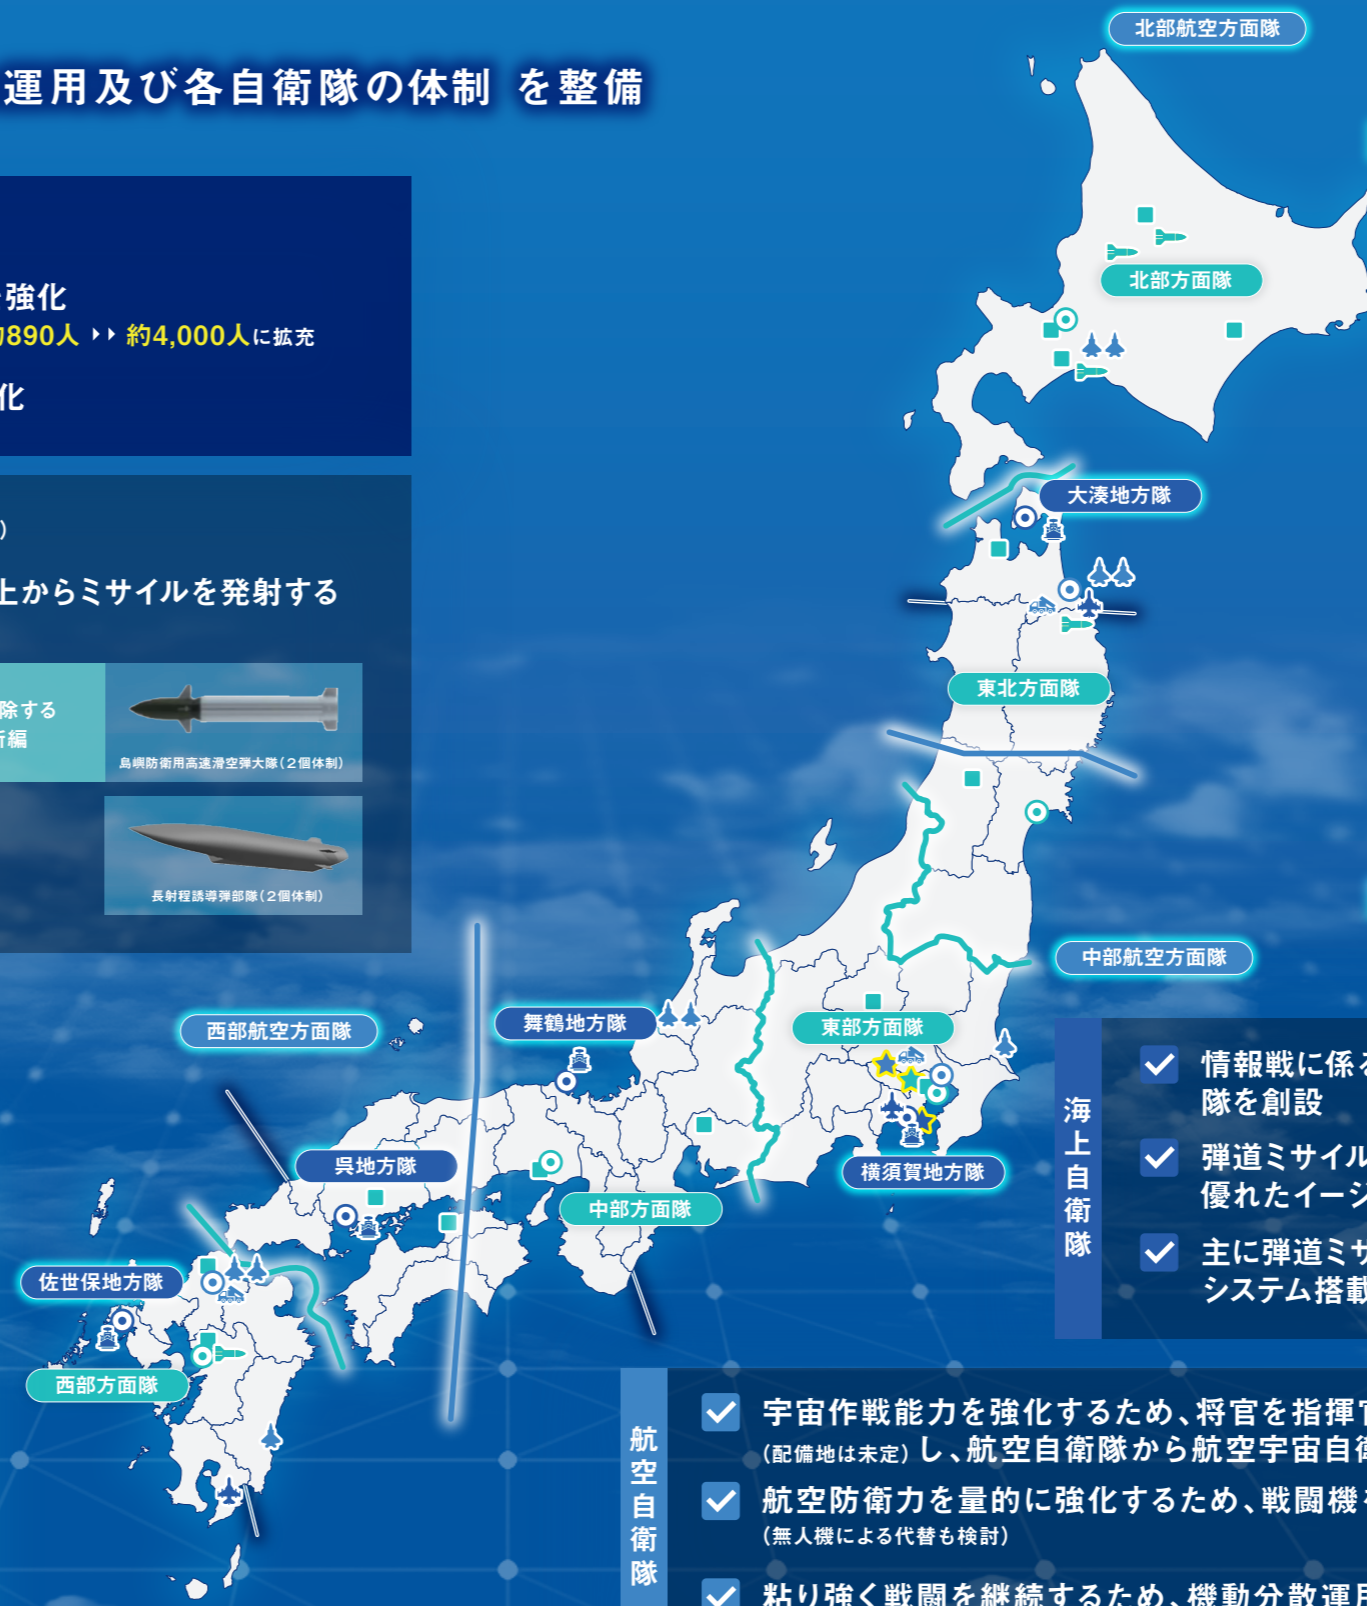 北部航空方面隊
運用及び各自衛隊の体制 を整備
強化
890人 約4,000人に拡充
化
北部方面隊
大湊地方隊
）
上からミサイルを発射する
除する
島嶼防衛用高速滑空弾大隊（2個体制）
長射程誘導弾部隊（2個体制）
東北方面隊
中部航空方面隊
西部航空方面隊
舞鶴地方隊
東部方面隊
呉地方隊
横須賀地方隊
中部方面隊
佐世保地方隊
西部方面隊
海上自衛隊
情報戦に係る
隊を創設
弾道ミサイル
優れたイージ
主に弾道ミサ
システム搭載
航空自衛隊
宇宙作戦能力を強化するため、将官を指揮官
（配備地は未定）し、航空自衛隊から航空宇宙自衛
航空防衛力を量的に強化するため、戦闘機
（無人機による代替も検討）
粘り強く戦闘を継続するため、機動分散運用